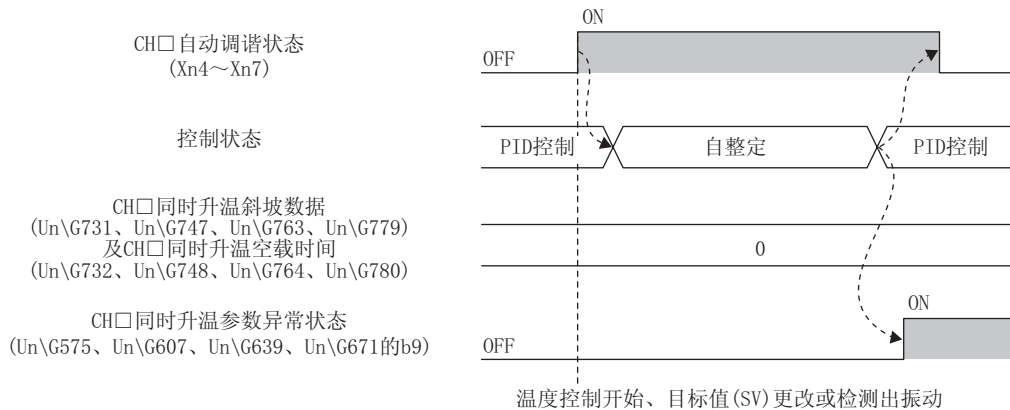 ON
CH□自动调谐状态
(Xn4～Xn7)
OFF
控制状态
PID控制
自整定
PID控制
CH□同时升温斜坡数据
(Un\G731、Un\G747、Un\G763、Un\G779)
及CH□同时升温空载时间
(Un\G732、Un\G748、Un\G764、Un\G780)
0
ON
CH□同时升温参数异常状态
(Un\G575、Un\G607、Un\G639、Un\G671的b9)
OFF
温度控制开始、目标值(SV)更改或检测出振动